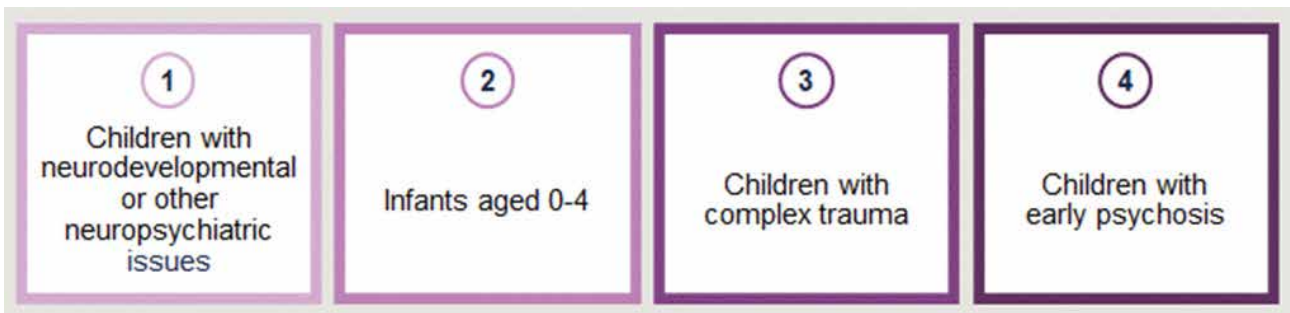 1
Children with
neurodevelopmental
or other
neuropsychiatric
issues
2
Infants aged 0-4
3
Children with
complex trauma
4
Children with
early psychosis